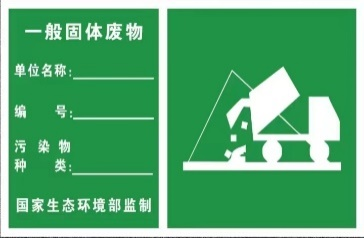 一般固体废物
单位名称:
编　　号:
污 染 物
种　　类:
国家生态环境部监制